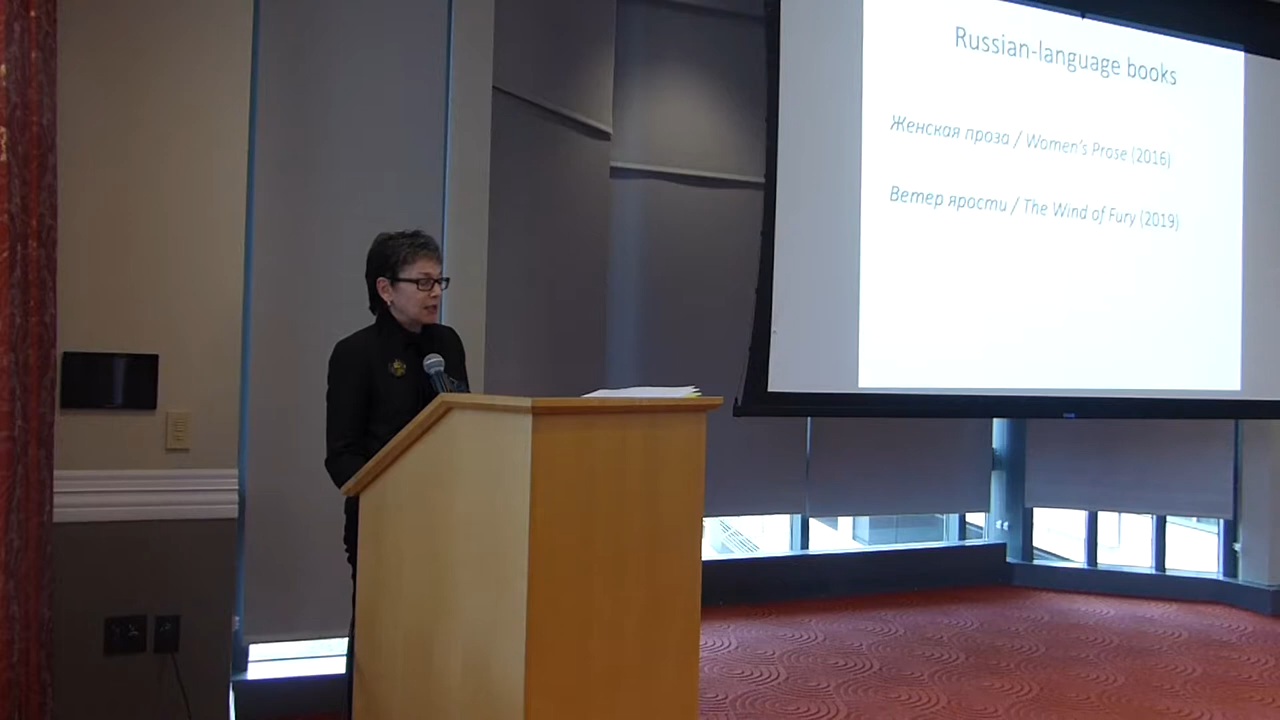 Russian-language books
Женская проза / Women's Prose (2016)
Ветер ярости / The Wind of Fury (2019)